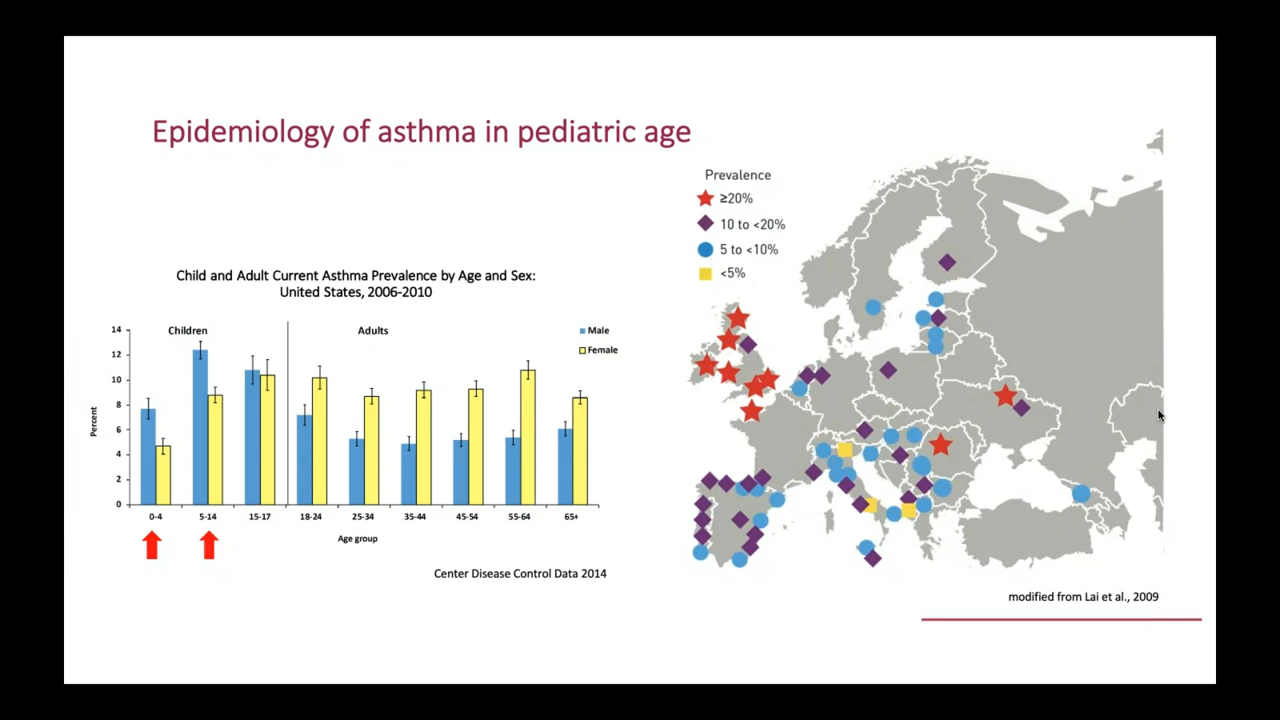 Epidemiology of asthma in pediatric age
Child and Adult Current Asthma Prevalence by Age and Sex:
United States, 2006-2010
14
12
10
8
6
4
2
0
Percent
Children
Adults
Male
Female
0-4
5-14
15-17
18-24
25-34
35-44
45-54
55-64
65+
Age group
Center Disease Control Data 2014
Prevalence
≥20%
10 to <20%
5 to <10%
<5%
modified from Lai et al., 2009